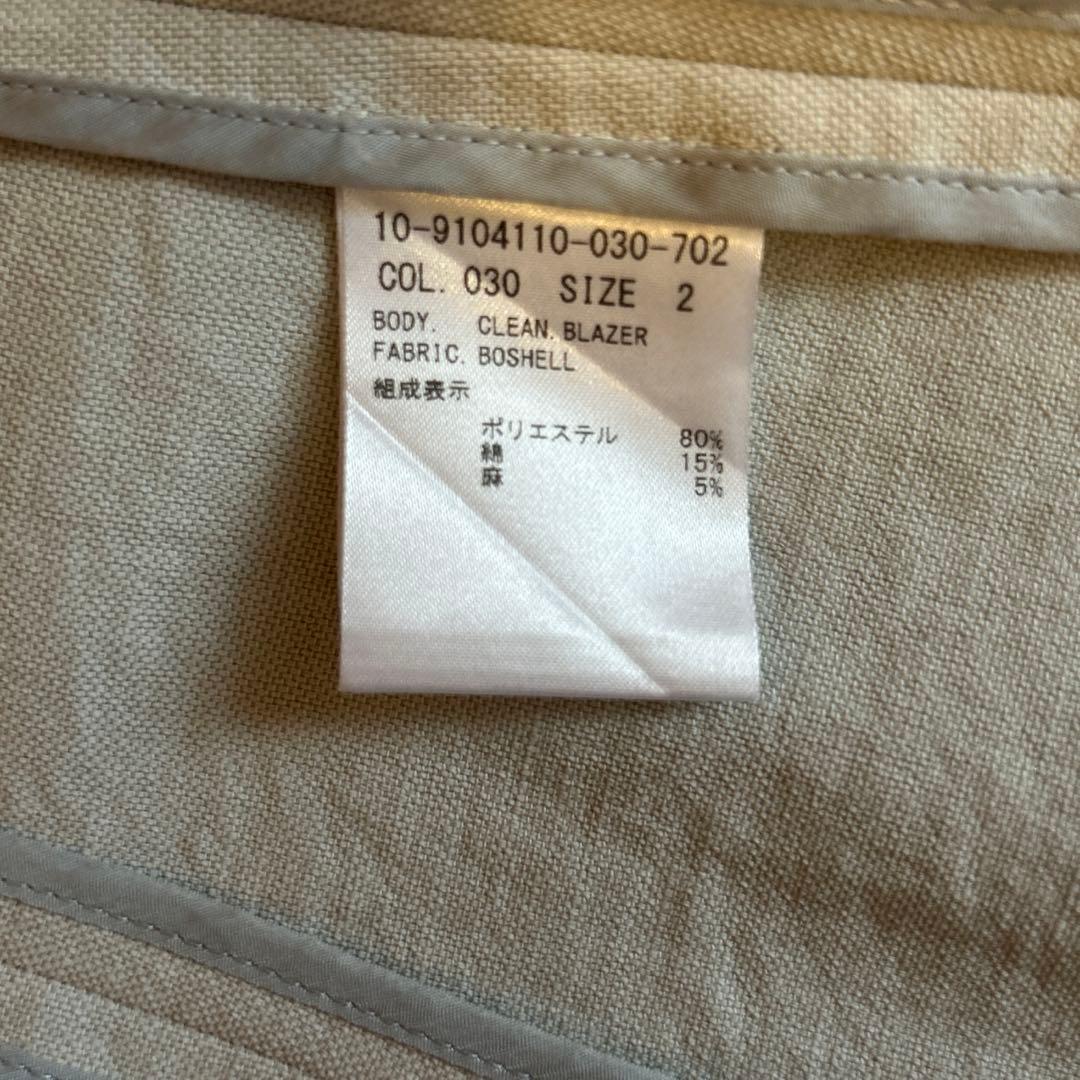 10-9104110-030-702
COL. 030 SIZE 2
BODY. CLEAN. BLAZER
FABRIC. BOSHELL
組成表示
ポリエステル 80%
綿 15%
麻 5%